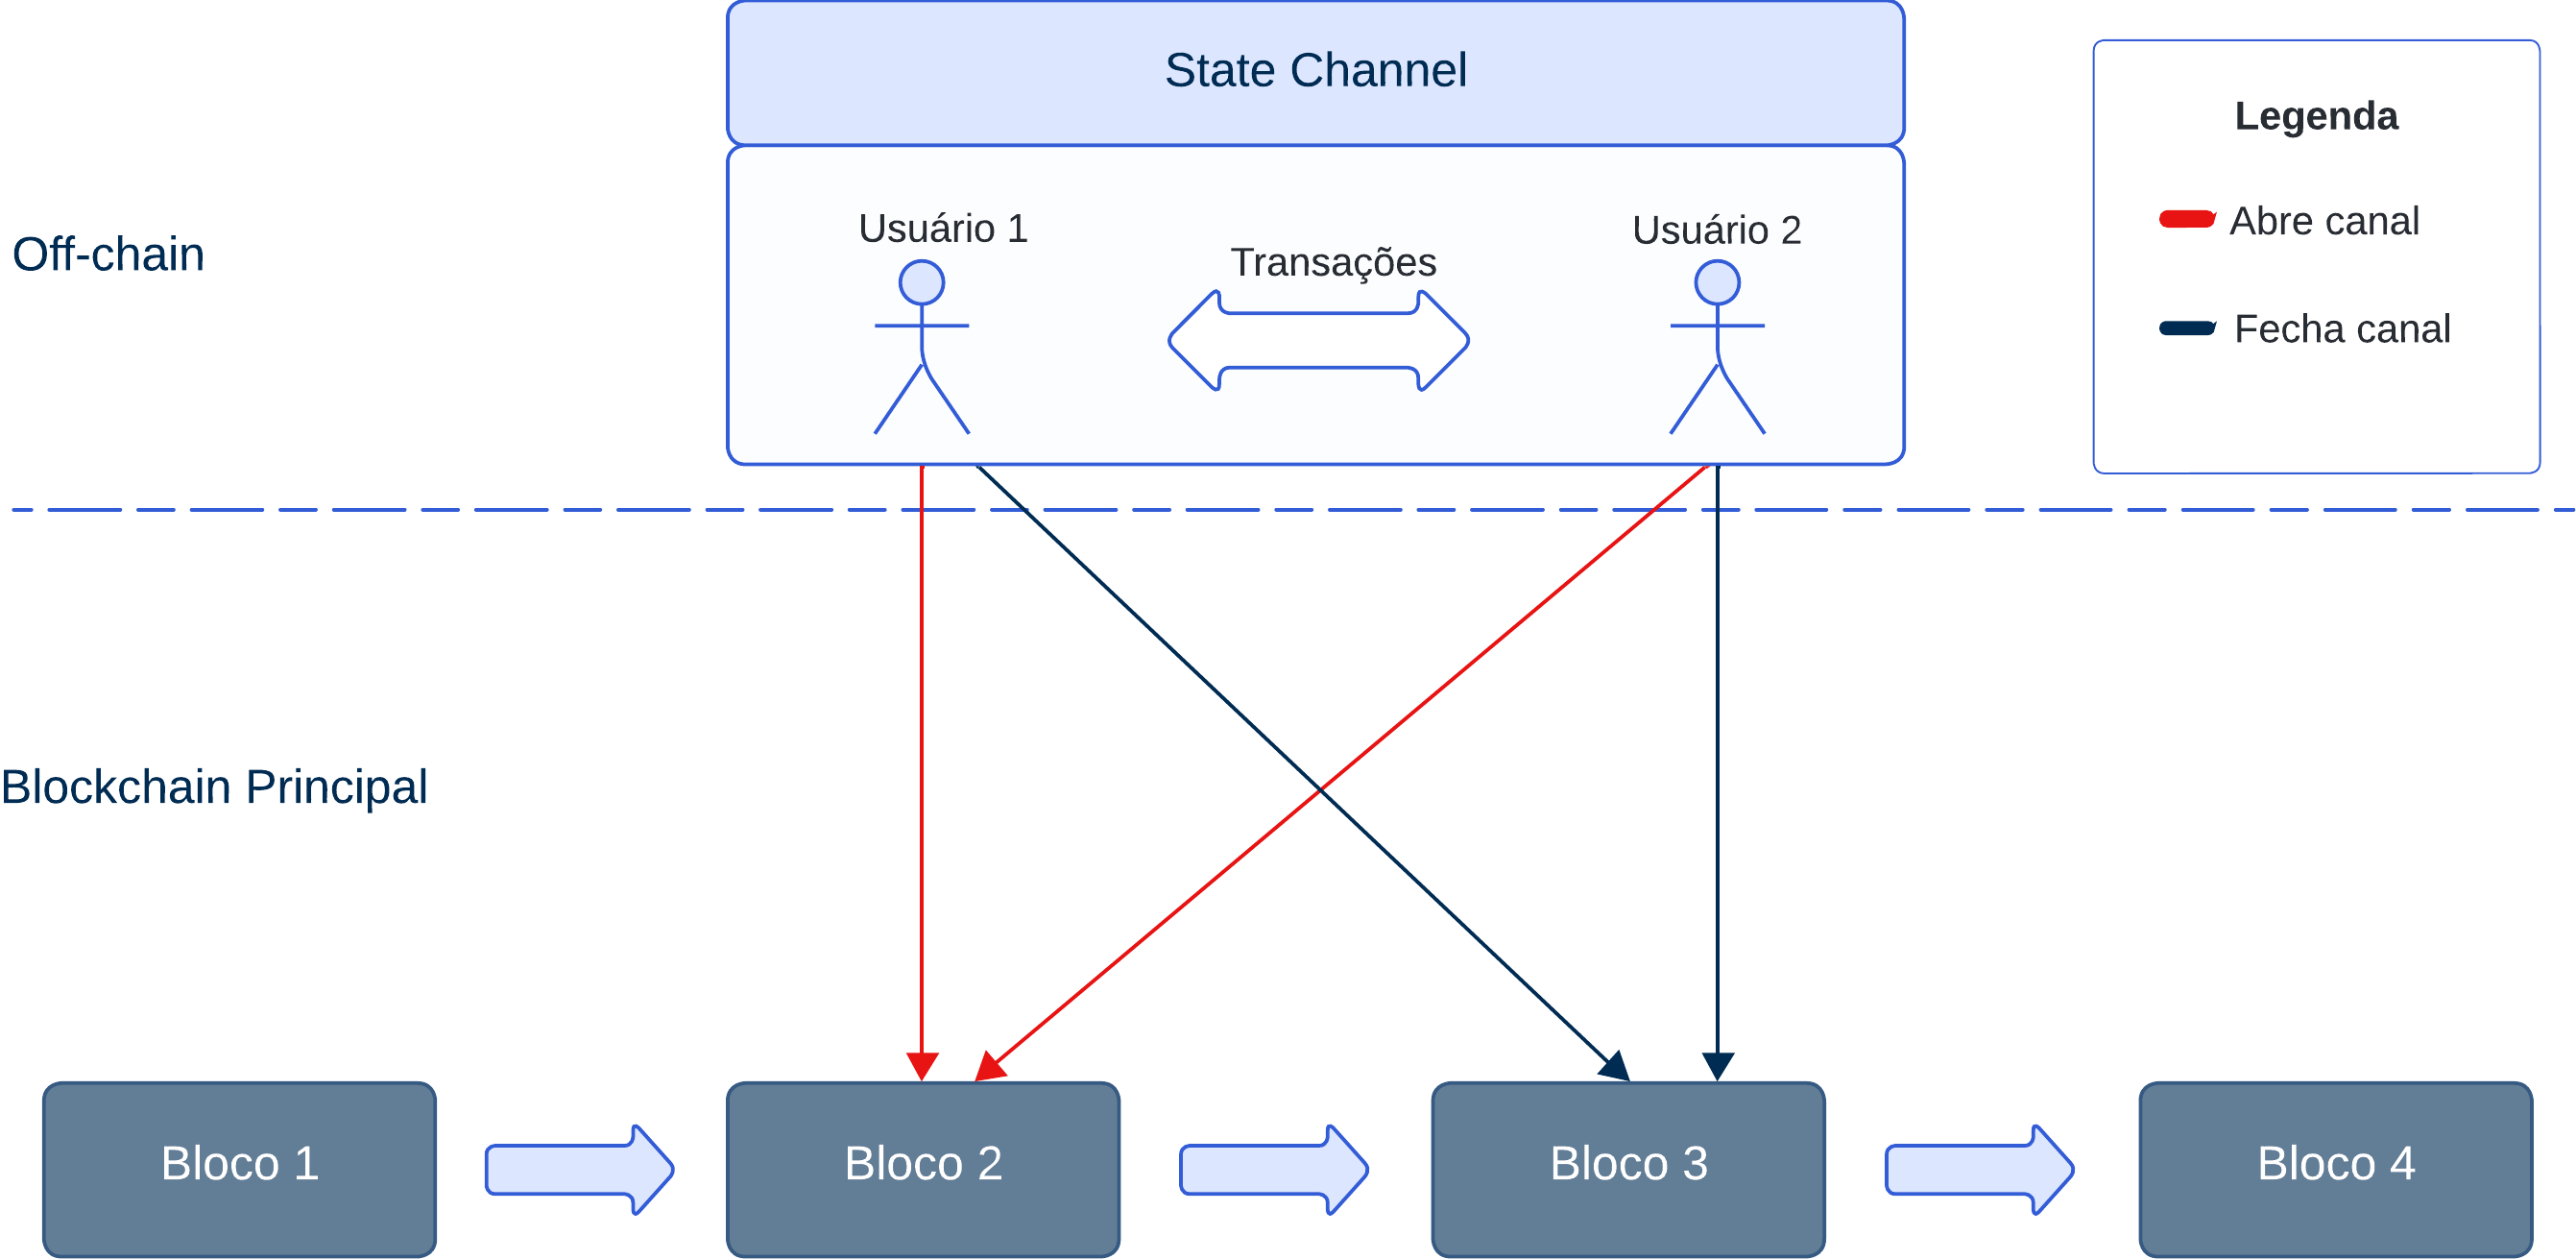 State Channel
Legenda
Abre canal
Fecha canal
Off-chain
Usuário 1
Transações
Usuário 2
Blockchain Principal
Bloco 1
Bloco 2
Bloco 3
Bloco 4